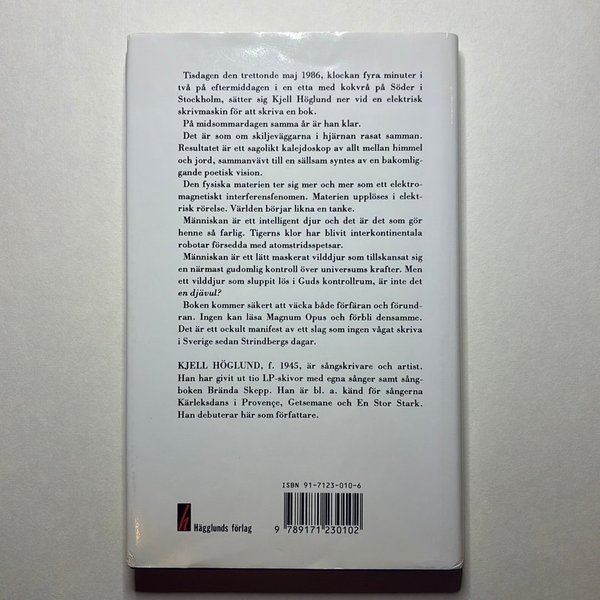 Tisdagen den trettonde maj 1986, klockan fyra minuter i
två på eftermiddagen i en etta med kokvrå på Söder i
Stockholm, sätter sig Kjell Höglund ner vid en elektrisk
skrivmaskin för att skriva en bok.
På midsommardagen samma år är han klar.
Det är som om skiljeväggarna i hjärnan rasat samman.
Resultatet är ett sagolikt kalejdoskop av allt mellan himmel
och jord, sammanvävt till en sällsam syntes av en bakomlig-
gande poetisk vision.
Den fysiska materien ter sig mer och mer som ett elektro-
magnetiskt interferensfenomen. Materien upplöses i elekt-
risk rörelse. Världen börjar likna en tanke.
Människan är ett intelligent djur och det är det som gör
henne så farlig. Tigerns klor har blivit interkontinentala
robotar försedda med atomstridsspetsar.
Människan är ett lätt maskerat vilddjur som tillskansat sig
en närmast gudomlig kontroll över universums krafter. Men
ett vilddjur som sluppit lös i Guds kontrollrum, är inte det
en djävul?
Boken kommer säkert att väcka både förfäran och förund-
ran. Ingen kan läsa Magnum Opus och förbli densamme.
Det är ett ockult manifest av ett slag som ingen vågat skriva
i Sverige sedan Strindbergs dagar.
KJELL HÖGLUND, f. 1945, är sångskrivare och artist.
Han har givit ut tio LP-skivor med egna sånger samt sång-
boken Brända Skepp. Han är bl. a. känd för sångerna
Kärleksdans i Provençe, Getsemane och En Stor Stark.
Han debuterar här som författare.
ISBN 91-7123-010-6
9 789171 230102
h
Hägglunds förlag